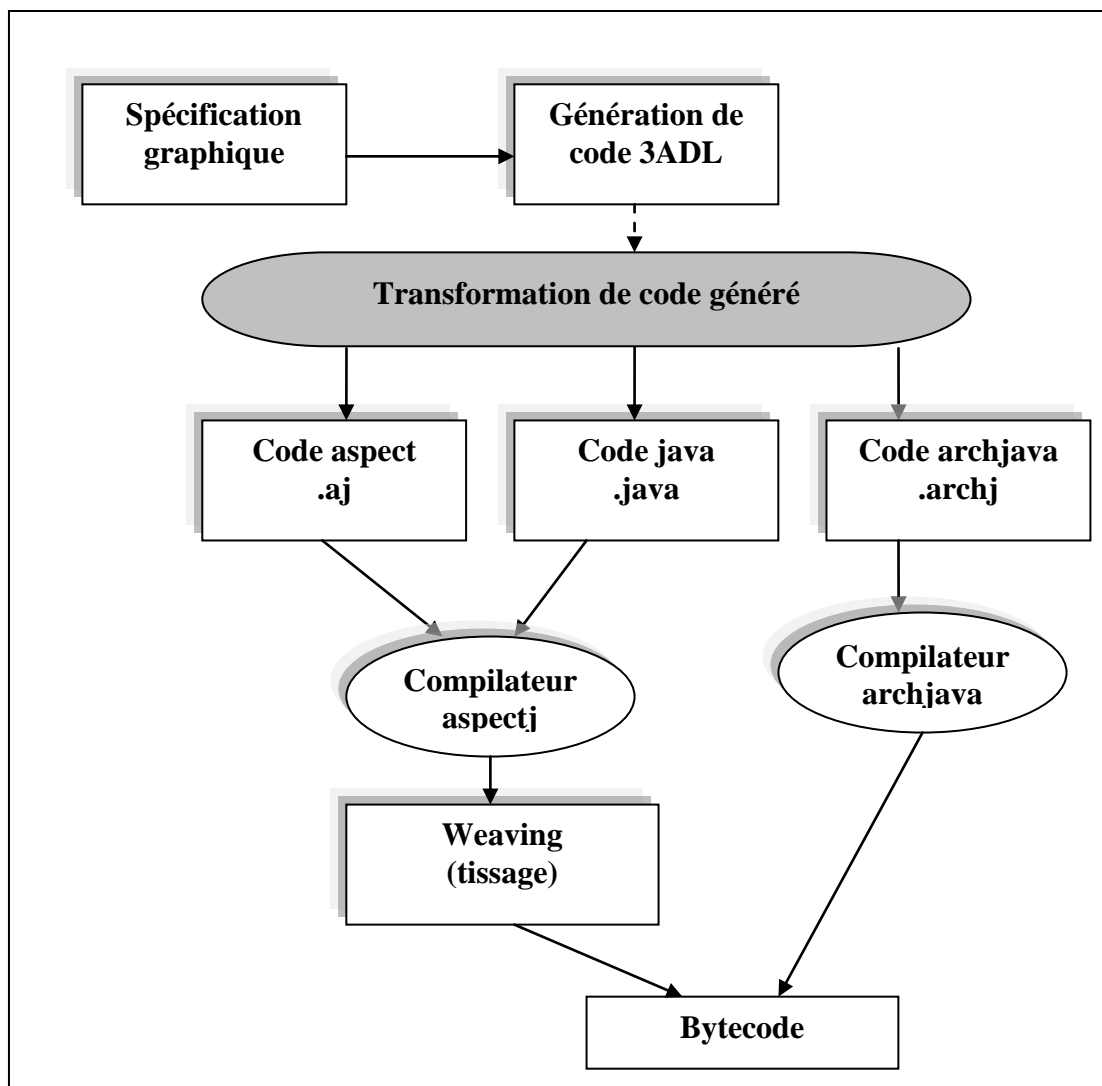 Spécification
graphique
Génération de
code 3ADL
Transformation de code généré
Code aspect
.aj
Code java
.java
Code archjava
.archj
Compilateur
aspectj
Compilateur
archjava
Weaving
(tissage)
Bytecode